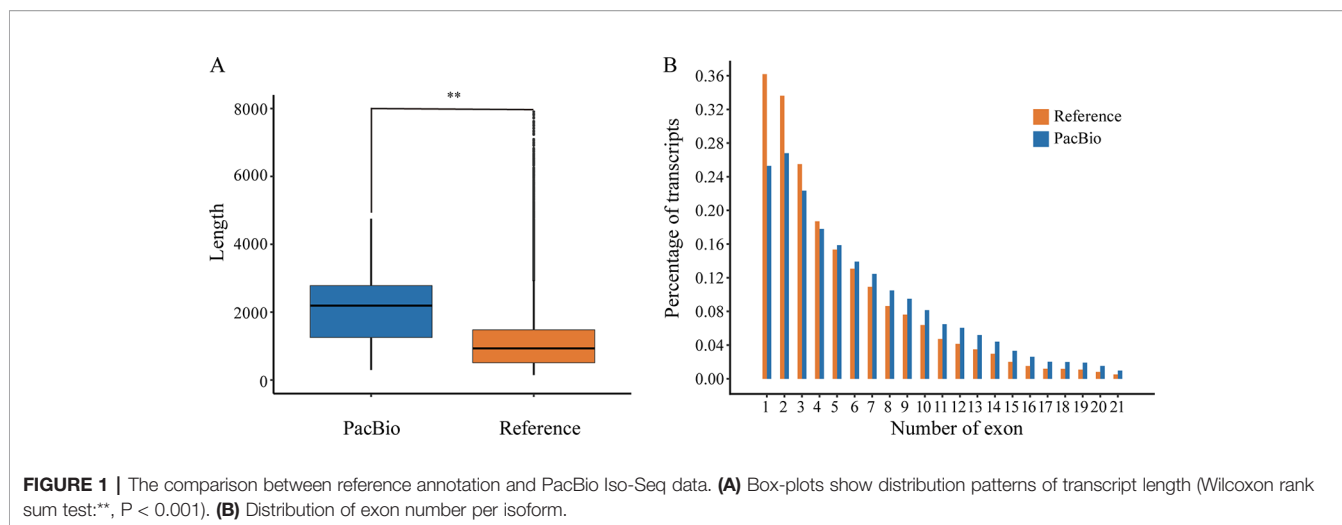 A
**
Length
8000
6000
4000
2000
0
PacBio
Reference
B
Percentage of transcripts
0.36
0.32
0.28
0.24
0.20
0.16
0.12
0.08
0.04
0.00
Reference
PacBio
1 2 3 4 5 6 7 8 9 10 11 12 13 14 15 16 17 18 19 20 21
Number of exon
FIGURE 1 | The comparison between reference annotation and PacBio Iso-Seq data. (A) Box-plots show distribution patterns of transcript length (Wilcoxon rank
sum test:**, P < 0.001). (B) Distribution of exon number per isoform.